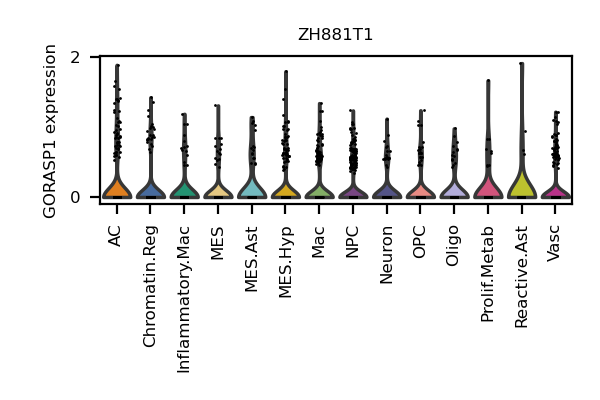 ZH881T1
GORASP1 expression
2
0
AC
Chromatin.Reg
Inflammatory.Mac
MES
MES.Ast
MES.Hyp
Mac
NPC
Neuron
OPC
Oligo
Prolif.Metab
Reactive.Ast
Vasc